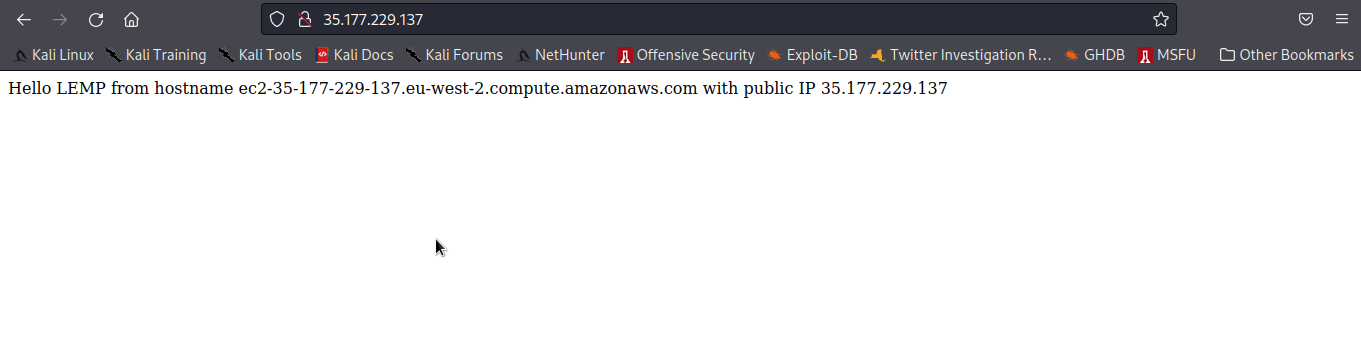 35.177.229.137
Kali Linux Kali Training Kali Tools Kali Docs Kali Forums NetHunter Offensive Security Exploit-DB Twitter Investigation R… GHDB MSFU Other Bookmarks
Hello LEMP from hostname ec2-35-177-229-137.eu-west-2.compute.amazonaws.com with public IP 35.177.229.137